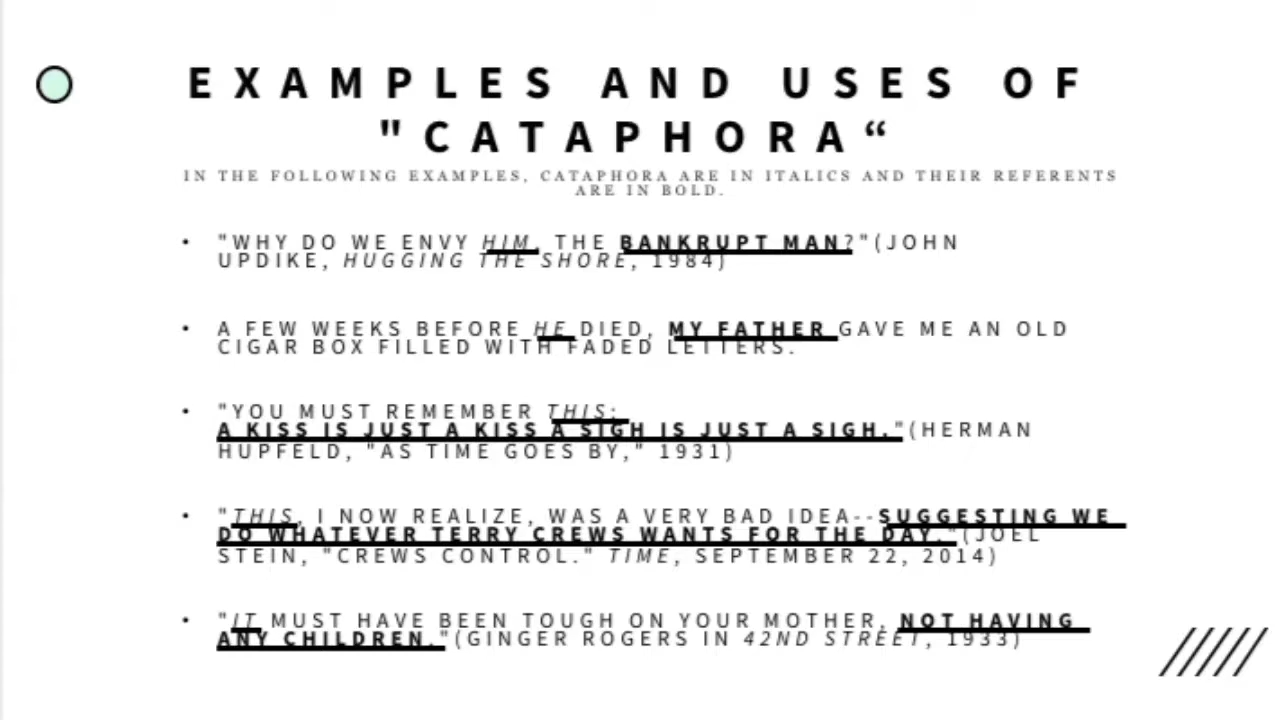 EXAMPLES AND USES OF
"CATAPHORA“
IN THE FOLLOWING EXAMPLES, CATAPHORA ARE IN ITALICS AND THEIR REFERENTS
ARE IN BOLD.
• "WHY DO WE ENVY HIM, THE BANKRUPT MAN?"(JOHN
UPDIKE, HUGGING THE SHORE, 1984)
• A FEW WEEKS BEFORE HE DIED, MY FATHER GAVE ME AN OLD
CIGAR BOX FILLED WITH FADED LETTERS.
• "YOU MUST REMEMBER THIS:
A KISS IS JUST A KISS A SIGH IS JUST A SIGH."(HERMAN
HUPFELD, "AS TIME GOES BY," 1931)
• "THIS, I NOW REALIZE, WAS A VERY BAD IDEA--SUGGESTING WE
DO WHATEVER TERRY CREWS WANTS FOR THE DAY."(JOEL
STEIN, "CREWS CONTROL." TIME, SEPTEMBER 22, 2014)
• "IT MUST HAVE BEEN TOUGH ON YOUR MOTHER, NOT HAVING
ANY CHILDREN."(GINGER ROGERS IN 42ND STREET, 1933)